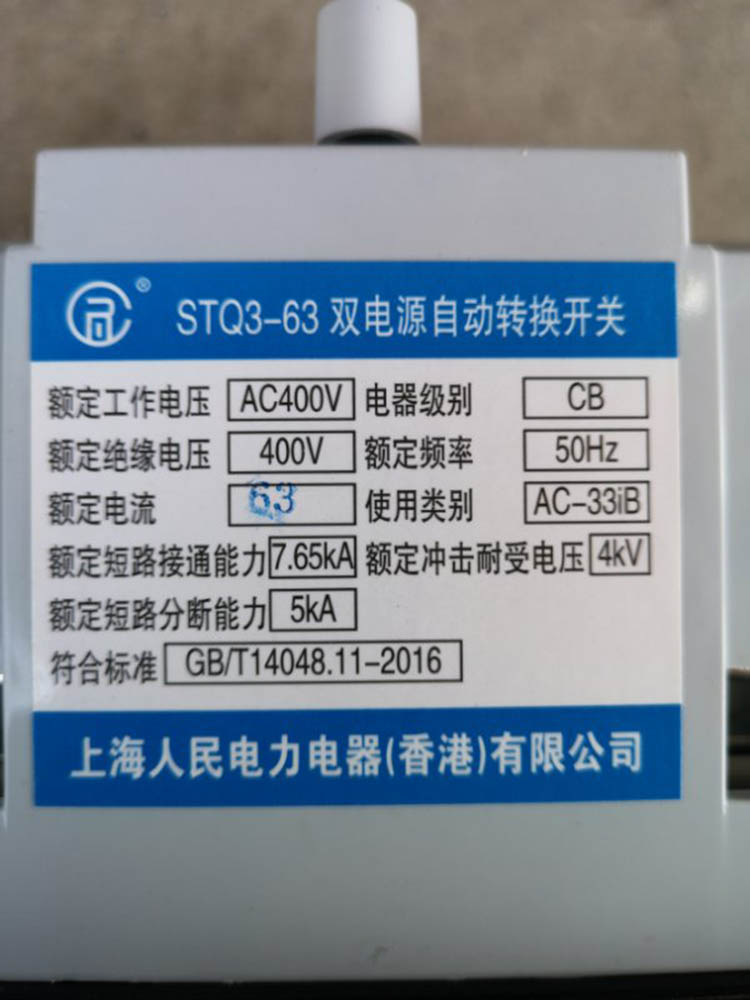 ® STQ3-63 双电源自动转换开关
额定工作电压 AC400V 电器级别 CB
额定绝缘电压 400V 额定频率 50Hz
额定电流 63 使用类别 AC-33iB
额定短路接通能力 7.65kA 额定冲击耐受电压 4kV
额定短路分断能力 5kA
符合标准 GB/T14048.11-2016
上海人民电力电器(香港)有限公司